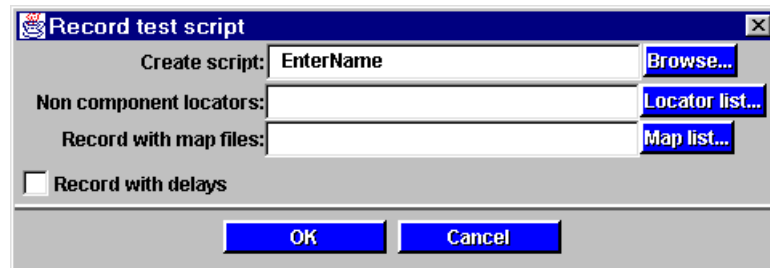 Record test script
Create script: EnterName Browse...
Non component locators: Locator list...
Record with map files: Map list...
Record with delays
OK Cancel